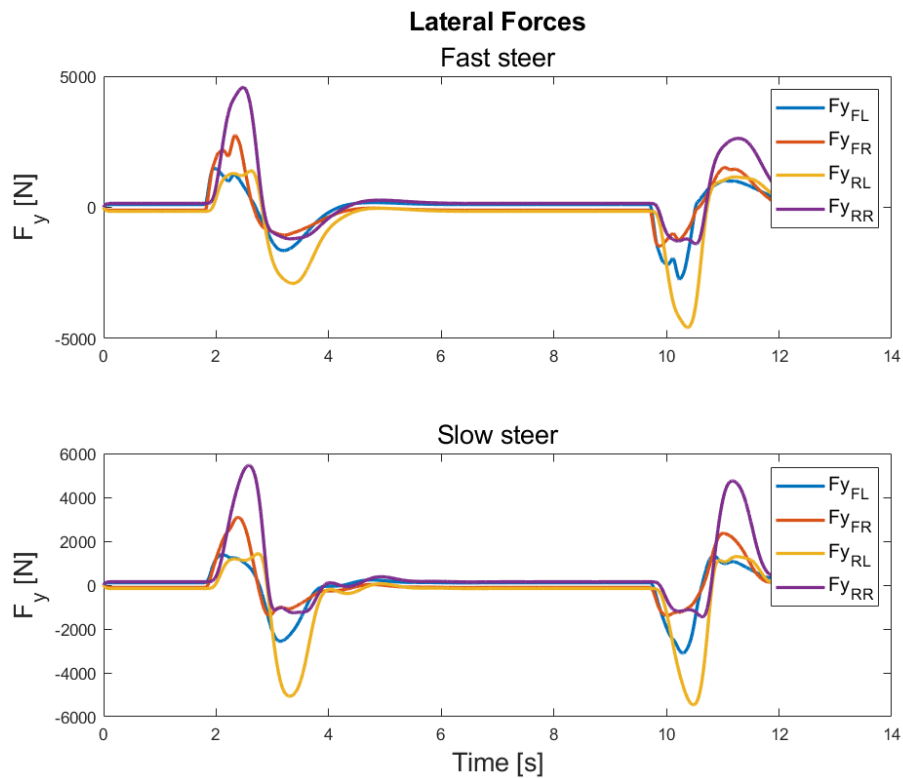 Lateral Forces
Fast steer
5000
0
-5000
F_y [N]
0 2 4 6 8 10 12 14
Fy_FL
Fy_FR
Fy_RL
Fy_RR
Slow steer
6000
4000
2000
0
-2000
-4000
-6000
F_y [N]
0 2 4 6 8 10 12 14
Fy_FL
Fy_FR
Fy_RL
Fy_RR
Time [s]